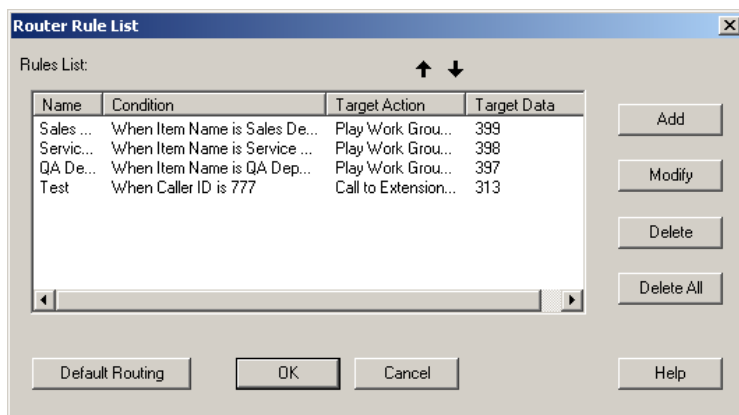 Router Rule List
Rules List:
Name Condition Target Action Target Data
Sales ... When Item Name is Sales De... Play Work Grou... 399
Servic... When Item Name is Service ... Play Work Grou... 398
QA De... When Item Name is QA Dep... Play Work Grou... 397
Test When Caller ID is 777 Call to Extension... 313
Add
Modify
Delete
Delete All
Default Routing OK Cancel Help